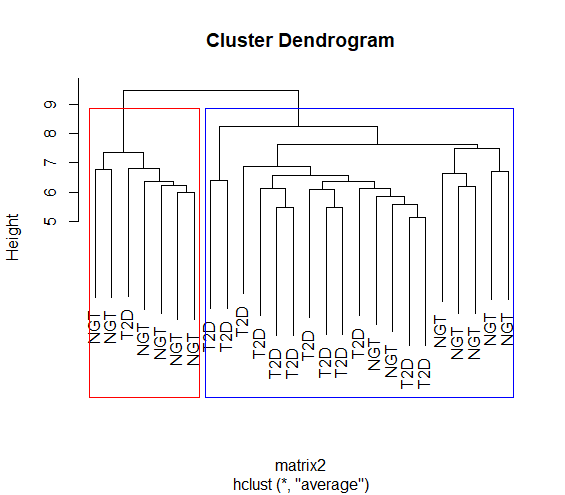 Cluster Dendrogram
Height
9
8
7
6
5
NGT
NGT
T2D
NGT
NGT
NGT
NGT
T2D
T2D
T2D
T2D
T2D
T2D
T2D
T2D
T2D
T2D
NGT
NGT
T2D
T2D
NGT
NGT
NGT
NGT
NGT
matrix2
hclust (*, "average")